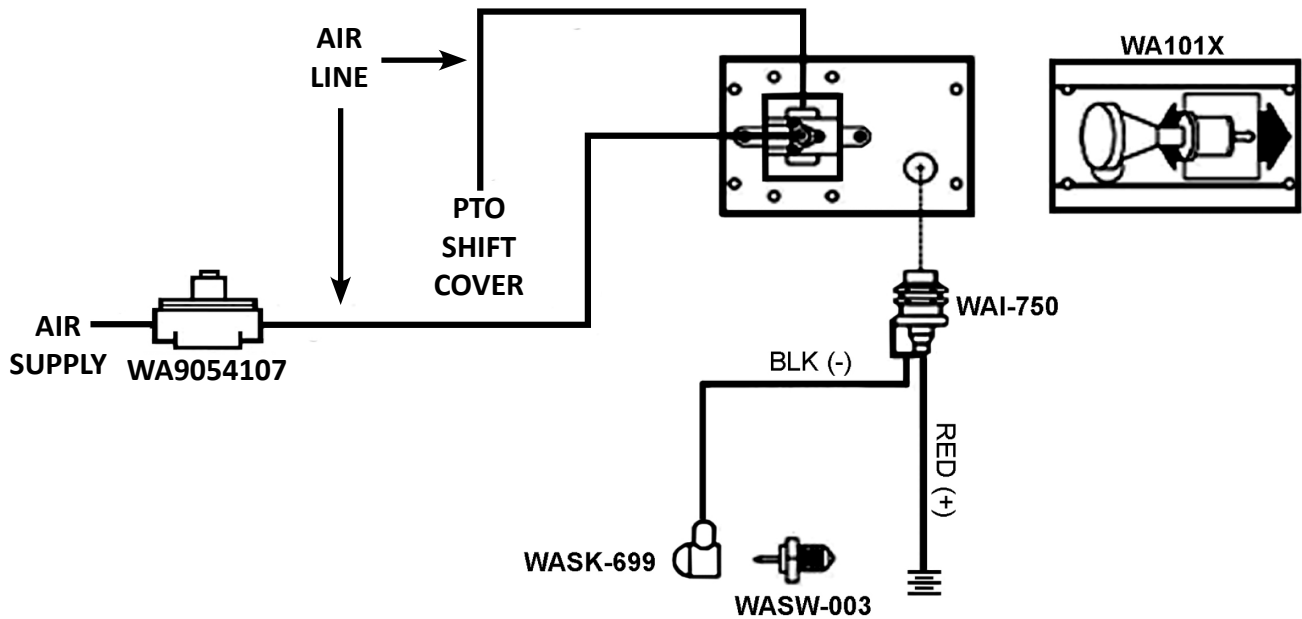 AIR
LINE
WA101X
PTO
SHIFT
COVER
WAI-750
AIR
SUPPLY
WA9054107
BLK (-)
RED (+)
WASK-699
WASW-003